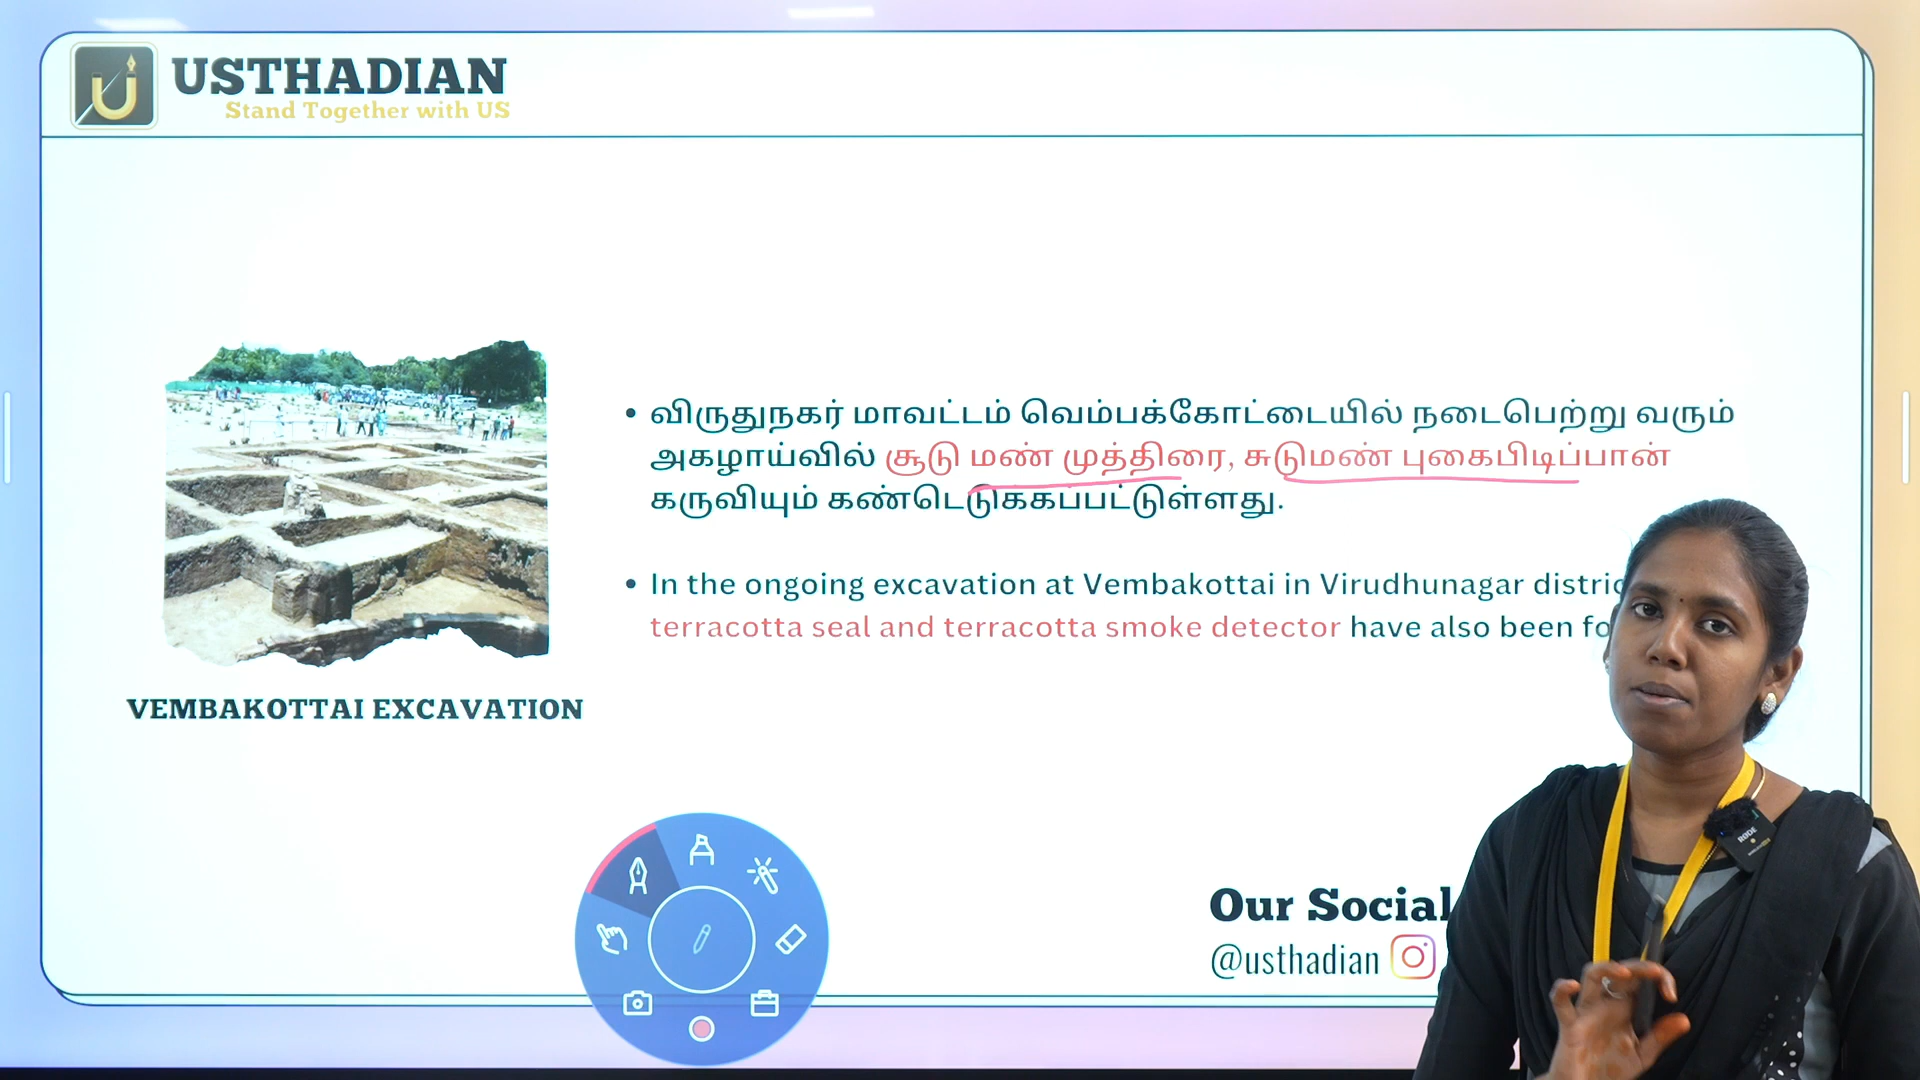 USTHADIAN
Stand Together with US
• விருதுநகர் மாவட்டம் வெம்பக்கோட்டையில் நடைபெற்று வரும்
அகழாய்வில் சூடு மண் முத்திரை, சுடுமண் புகைபிடிப்பான்
கருவியும் கண்டெடுக்கப்பட்டுள்ளது.
• In the ongoing excavation at Vembakottai in Virudhunagar
terracotta seal and terracotta smoke detector have also been
VEMBAKOTTAI EXCAVATION
Our Social
@usthadian
RØDE